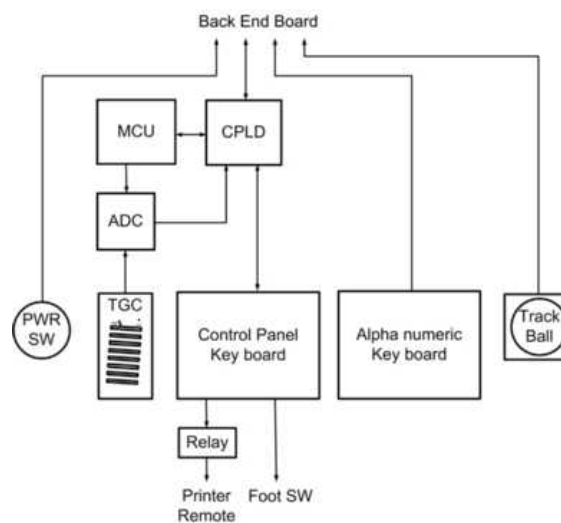 Back End Board
MCU
CPLD
ADC
PWR
SW
TGC
Control Panel
Key board
Alpha numeric
Key board
Track
Ball
Relay
Printer
Remote
Foot SW